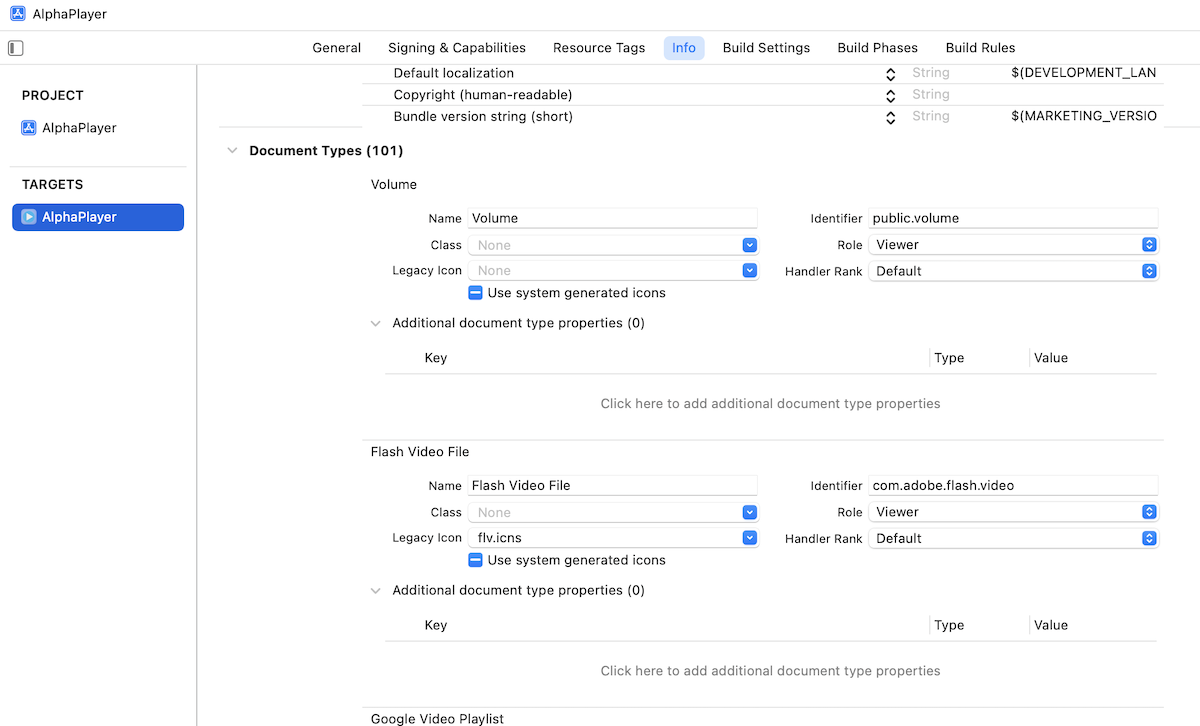 AlphaPlayer
General Signing & Capabilities Resource Tags Info Build Settings Build Phases Build Rules
PROJECT
AlphaPlayer
TARGETS
AlphaPlayer
Default localization String $(DEVELOPMENT_LAN
Copyright (human-readable) String
Bundle version string (short) String $(MARKETING_VERSIO
Document Types (101)
Volume
Name Volume Identifier public.volume
Class None Role Viewer
Legacy Icon None Handler Rank Default
Use system generated icons
Additional document type properties (0)
Key Type Value
Click here to add additional document type properties
Flash Video File
Name Flash Video File Identifier com.adobe.flash.video
Class None Role Viewer
Legacy Icon flv.icns Handler Rank Default
Use system generated icons
Additional document type properties (0)
Key Type Value
Click here to add additional document type properties
Google Video Playlist